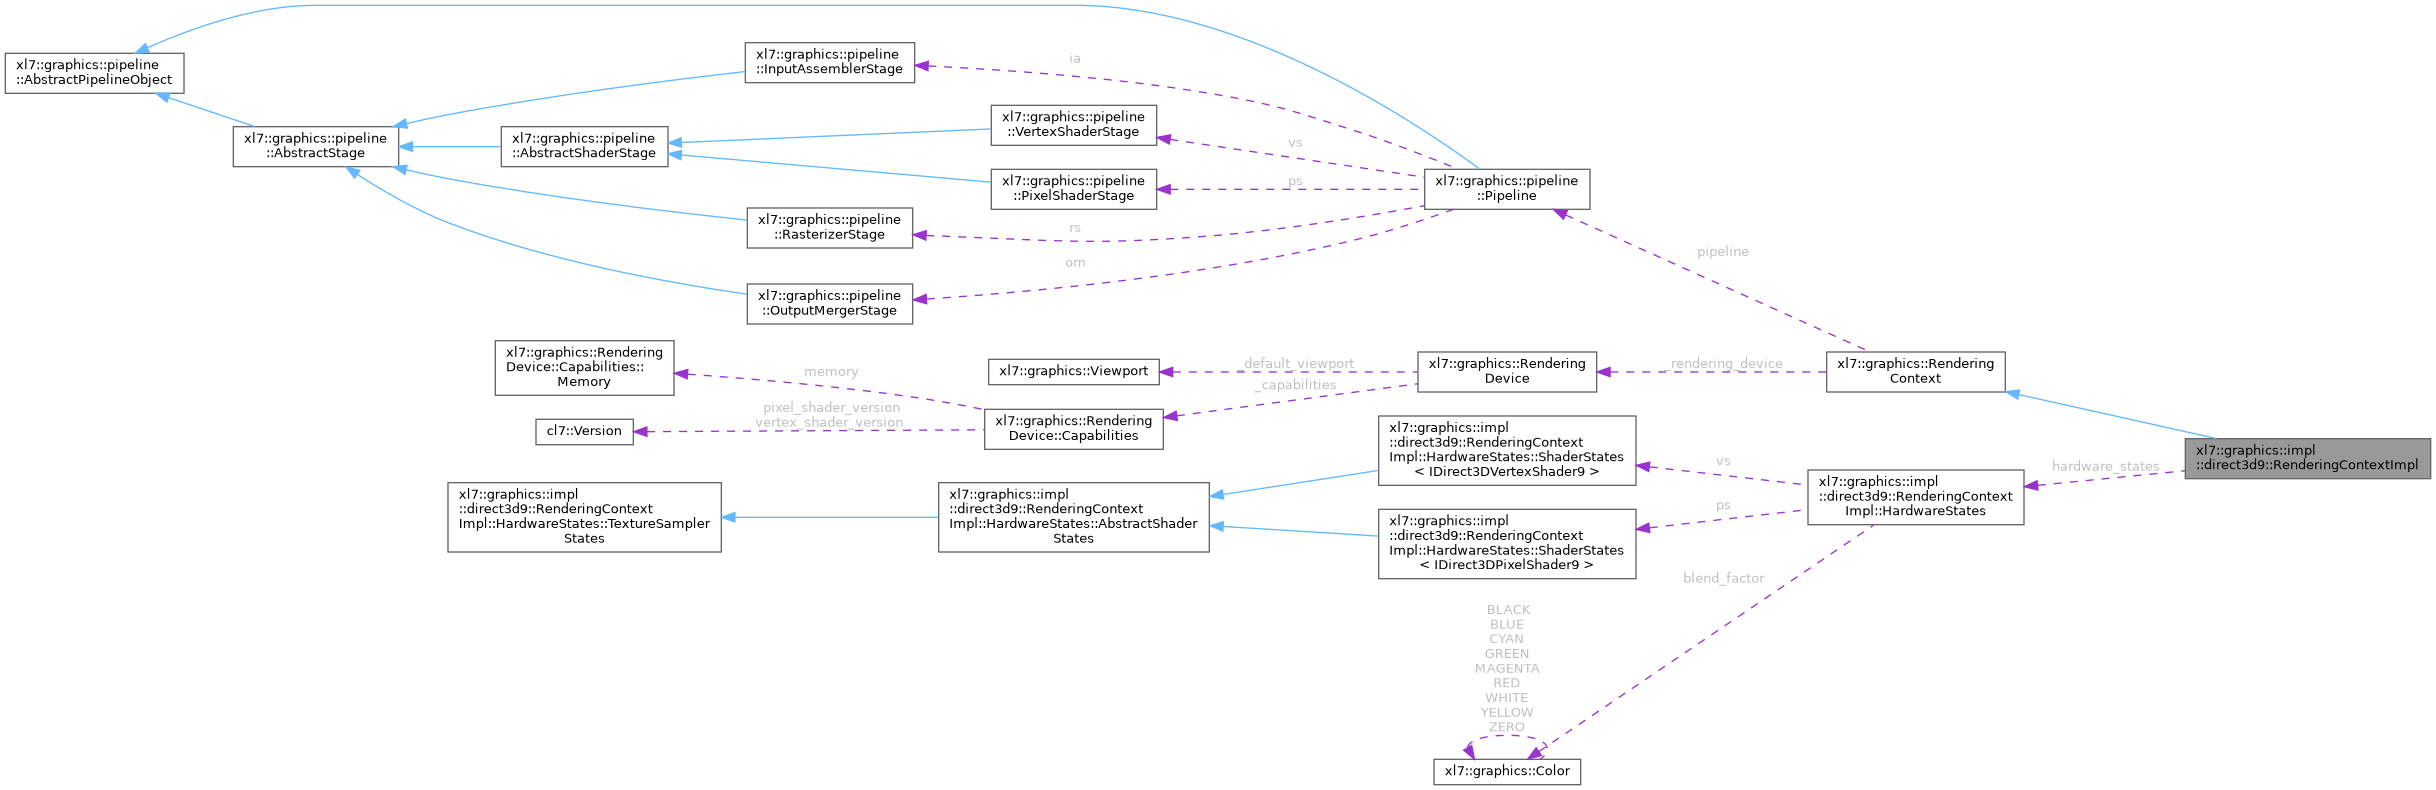 xl7::graphics::pipeline
::AbstractPipelineObject
xl7::graphics::pipeline
::AbstractStage
xl7::graphics::pipeline
::InputAssemblerStage
xl7::graphics::pipeline
::AbstractShaderStage
xl7::graphics::pipeline
::VertexShaderStage
xl7::graphics::pipeline
::PixelShaderStage
xl7::graphics::pipeline
::RasterizerStage
xl7::graphics::pipeline
::OutputMergerStage
ia
vs
ps
rs
om
xl7::graphics::pipeline
::Pipeline
pipeline
xl7::graphics::Rendering
Device::Capabilities::
Memory
memory
cl7::Version
pixel_shader_version
vertex_shader_version
xl7::graphics::Viewport
_default_viewport
xl7::graphics::Rendering
Device::Capabilities
_capabilities
xl7::graphics::Rendering
Device
_rendering_device
xl7::graphics::Rendering
Context
xl7::graphics::impl
::direct3d9::RenderingContextImpl
hardware_states
xl7::graphics::impl
::direct3d9::RenderingContext
Impl::HardwareStates
vs
ps
xl7::graphics::impl
::direct3d9::RenderingContext
Impl::HardwareStates::ShaderStates
< IDirect3DVertexShader9 >
xl7::graphics::impl
::direct3d9::RenderingContext
Impl::HardwareStates::ShaderStates
< IDirect3DPixelShader9 >
xl7::graphics::impl
::direct3d9::RenderingContext
Impl::HardwareStates::AbstractShader
States
xl7::graphics::impl
::direct3d9::RenderingContext
Impl::HardwareStates::TextureSampler
States
blend_factor
BLACK
BLUE
CYAN
GREEN
MAGENTA
RED
WHITE
YELLOW
ZERO
xl7::graphics::Color